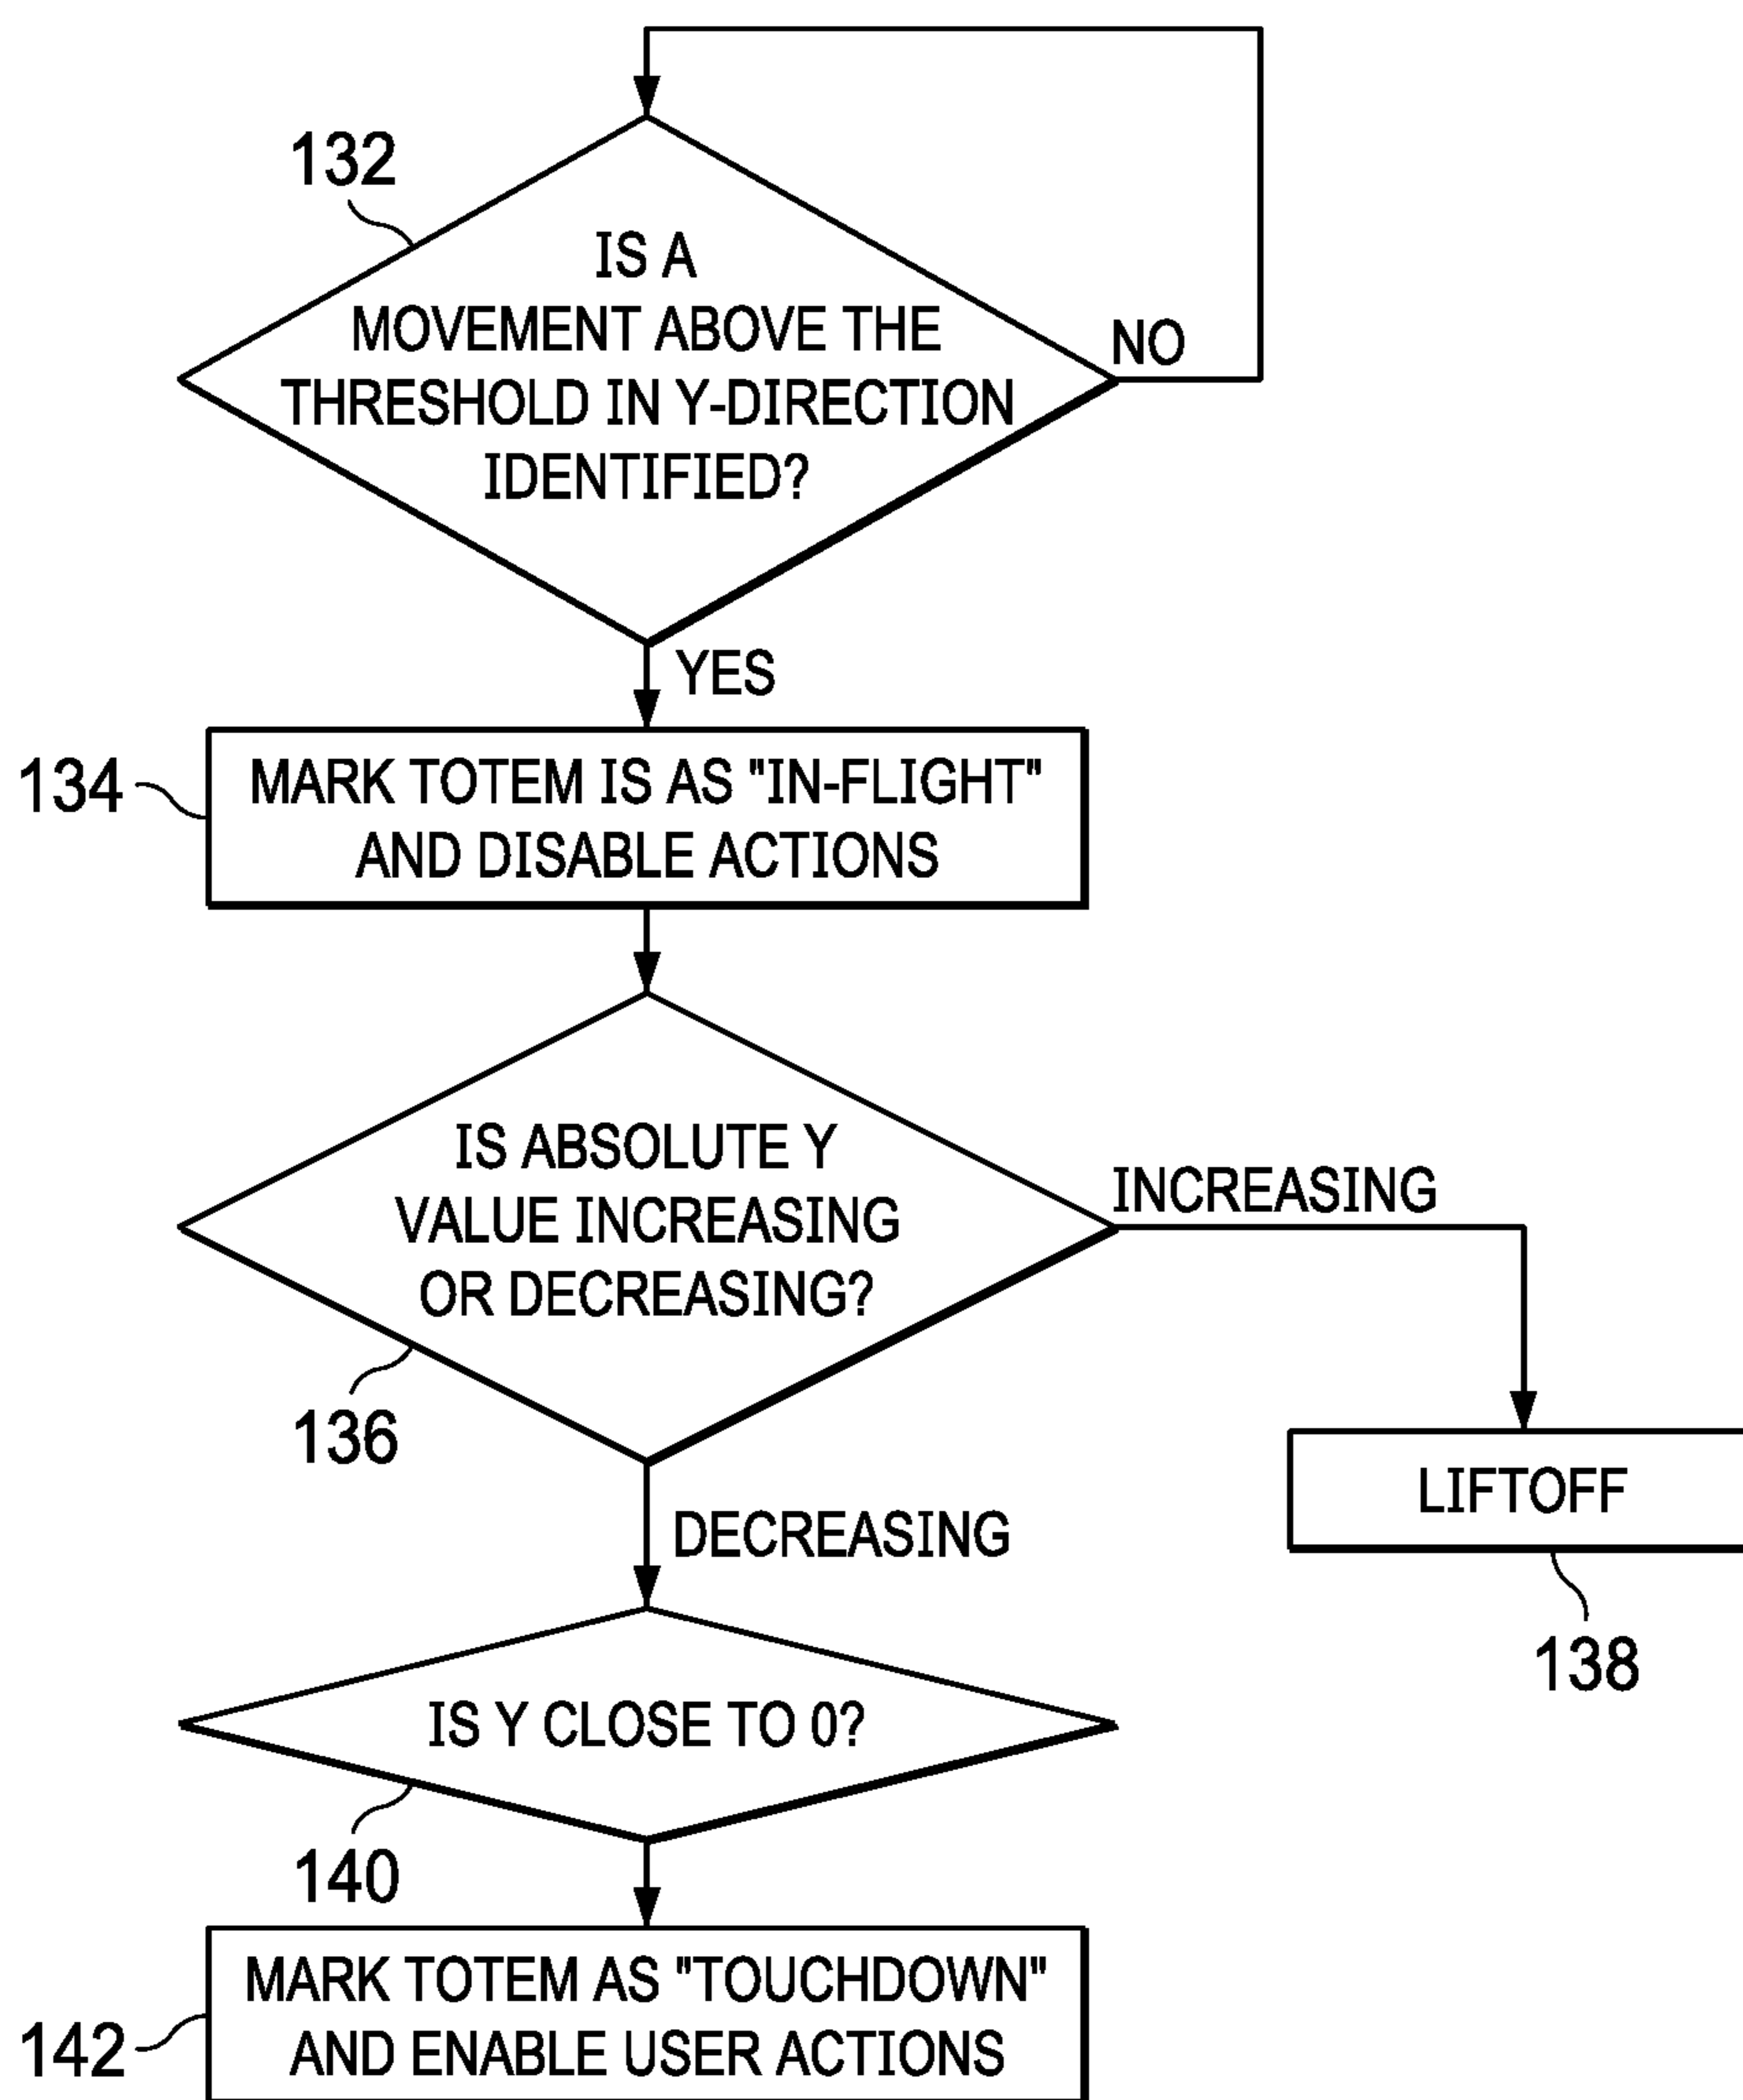 132
IS A
MOVEMENT ABOVE THE
THRESHOLD IN Y-DIRECTION
IDENTIFIED?
NO
YES
134
MARK TOTEM IS AS "IN-FLIGHT"
AND DISABLE ACTIONS
IS ABSOLUTE Y
VALUE INCREASING
OR DECREASING?
INCREASING
136
DECREASING
LIFTOFF
138
IS Y CLOSE TO 0?
140
MARK TOTEM AS "TOUCHDOWN"
AND ENABLE USER ACTIONS
142